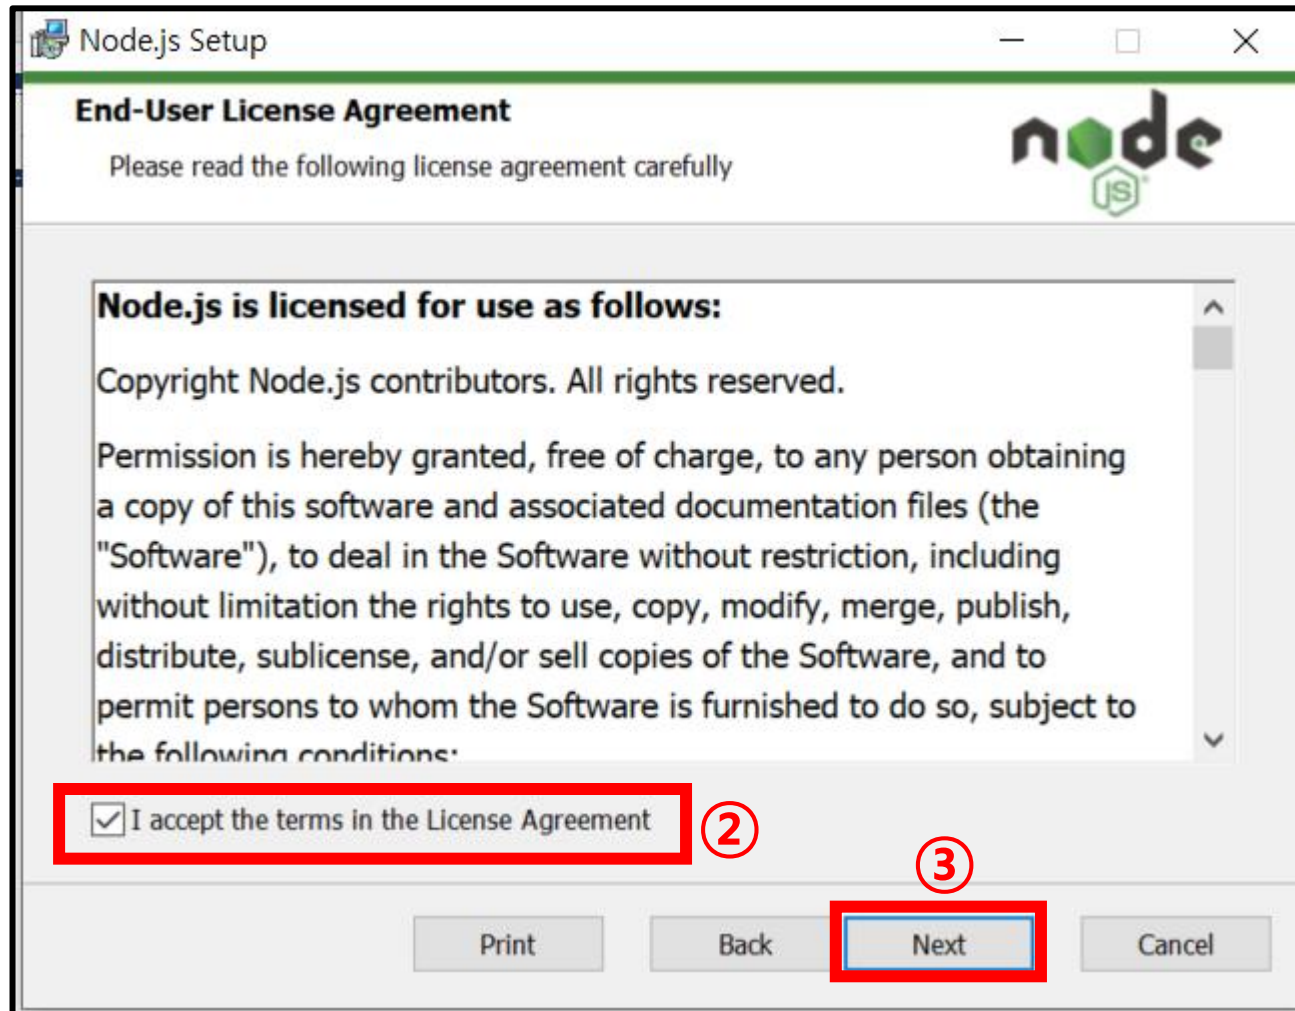 Node.js Setup
End-User License Agreement
Please read the following license agreement carefully
node
JS
Node.js is licensed for use as follows:
Copyright Node.js contributors. All rights reserved.
Permission is hereby granted, free of charge, to any person obtaining
a copy of this software and associated documentation files (the
"Software"), to deal in the Software without restriction, including
without limitation the rights to use, copy, modify, merge, publish,
distribute, sublicense, and/or sell copies of the Software, and to
permit persons to whom the Software is furnished to do so, subject to
the following conditions:
I accept the terms in the License Agreement ②
③
Print Back Next Cancel